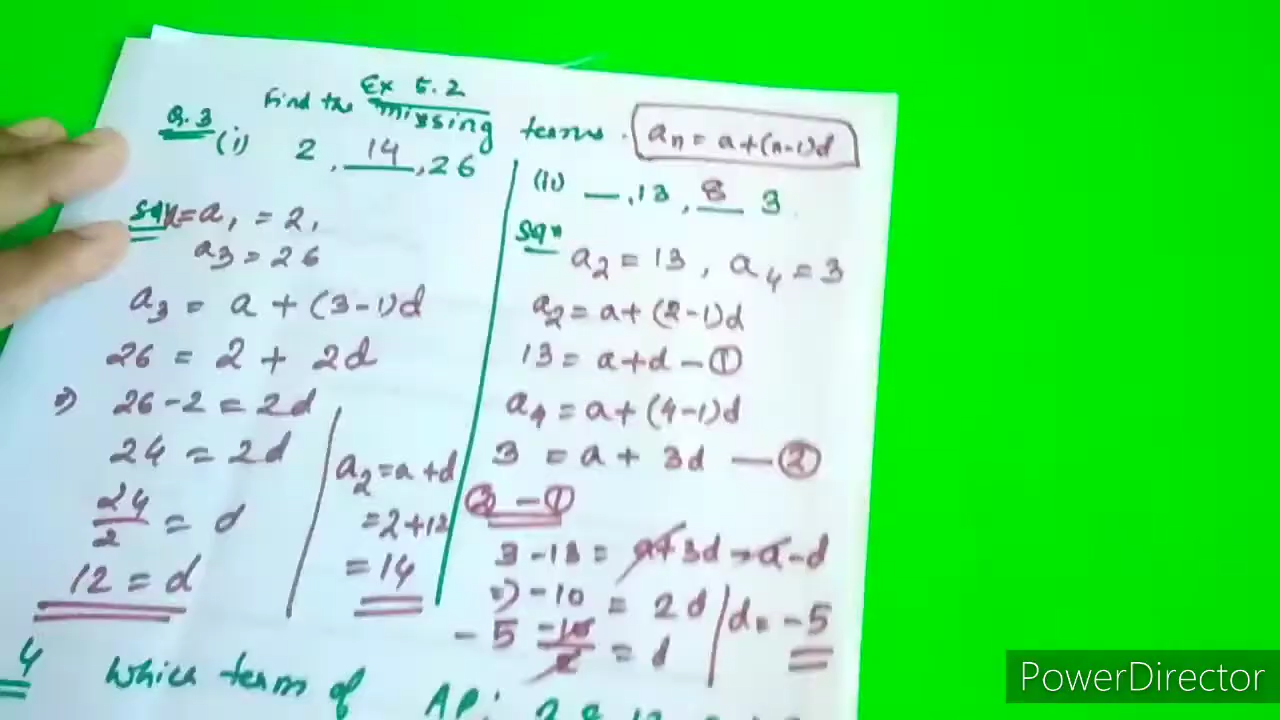 Ex 5.2
Q.3 Find the missing terms.
an = a+(n-1)d
(i) 2, 14, 26
Sqn = a1 = 2,
a3 = 26
a3 = a + (3-1)d
26 = 2 + 2d
⇒ 26-2 = 2d
24 = 2d
24/2 = d
12 = d
a2 = a+d
= 2+12
= 14
(ii) __, 13, 8 3
Sqn
a2 = 13, a4 = 3
a2 = a+(2-1)d
13 = a+d — ①
a4 = a+(4-1)d
3 = a + 3d — ②
② - ①
3-13 = a+3d-a-d
⇒ -10 = 2d
-5 -10/2 = d
d = -5
4 Which term of AP:
PowerDirector